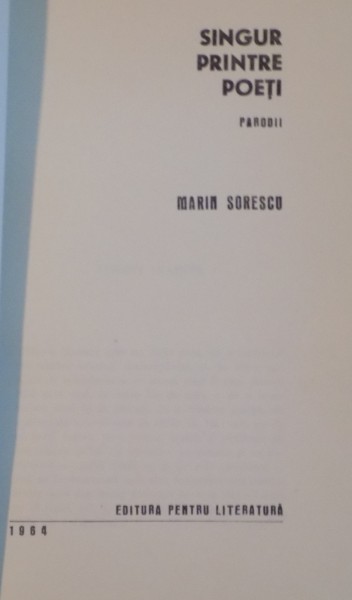 SINGUR
PRINTRE
POEȚI
PARODII
MARIN SORESCU
EDITURA PENTRU LITERATURĂ
1964